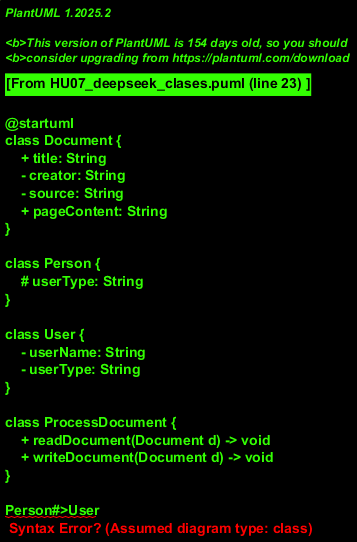 PlantUML 1.2025.2
<b>This version of PlantUML is 154 days old, so you should
<b>consider upgrading from https://plantuml.com/download
[From HU07_deepseek_clases.puml (line 23) ]
@startuml
class Document {
+ title: String
- creator: String
- source: String
+ pageContent: String
}
class Person {
# userType: String
}
class User {
- userName: String
- userType: String
}
class ProcessDocument {
+ readDocument(Document d) -> void
+ writeDocument(Document d) -> void
}
Person#>User
Syntax Error? (Assumed diagram type: class)